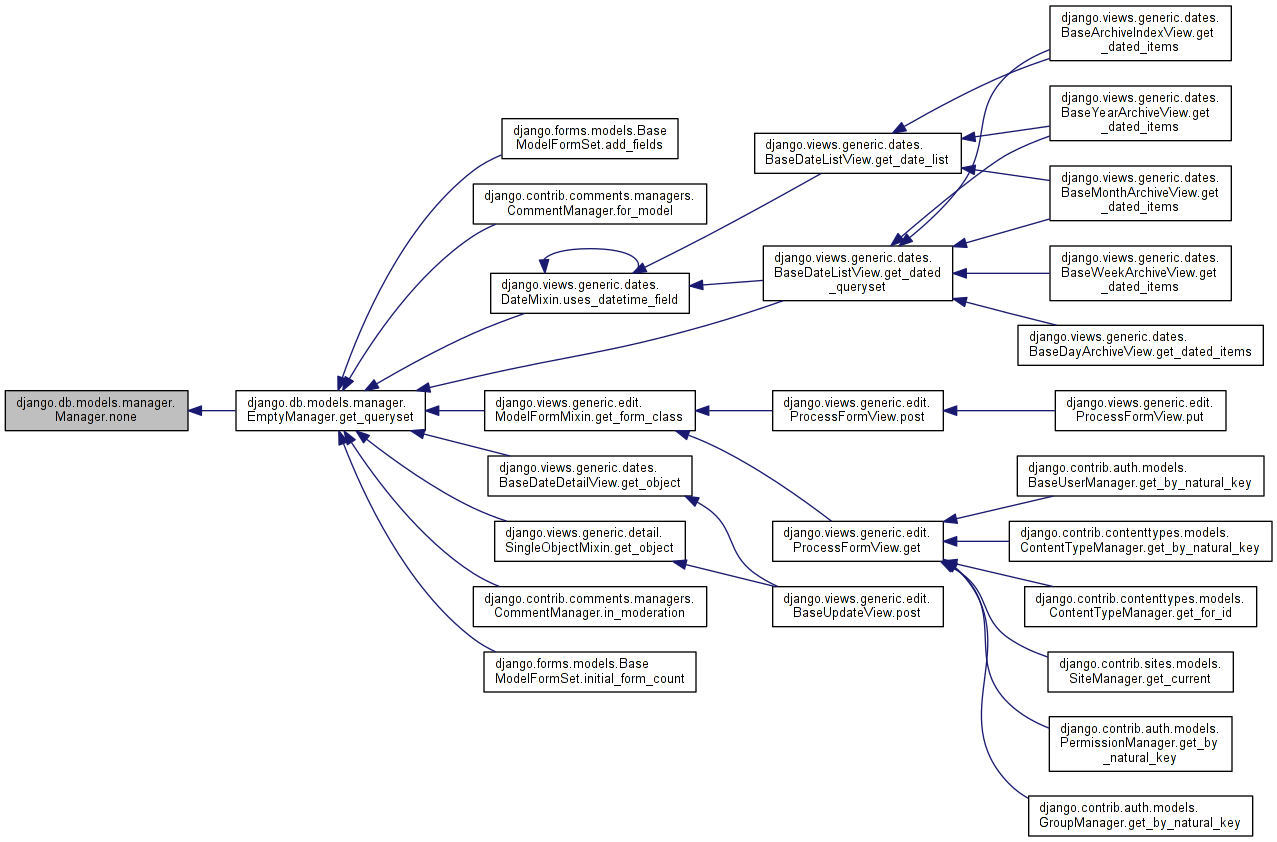 django.db.models.manager.
Manager.none
django.db.models.manager.
EmptyManager.get_queryset
django.forms.models.Base
ModelFormSet.add_fields
django.contrib.comments.managers.
CommentManager.for_model
django.views.generic.dates.
DateMixin.uses_datetime_field
django.views.generic.edit.
ModelFormMixin.get_form_class
django.views.generic.dates.
BaseDateDetailView.get_object
django.views.generic.detail.
SingleObjectMixin.get_object
django.contrib.comments.managers.
CommentManager.in_moderation
django.forms.models.Base
ModelFormSet.initial_form_count
django.views.generic.dates.
BaseDateListView.get_date_list
django.views.generic.dates.
BaseDateListView.get_dated
_queryset
django.views.generic.edit.
ProcessFormView.post
django.views.generic.edit.
ProcessFormView.get
django.views.generic.edit.
BaseUpdateView.post
django.views.generic.dates.
BaseArchiveIndexView.get
_dated_items
django.views.generic.dates.
BaseYearArchiveView.get
_dated_items
django.views.generic.dates.
BaseMonthArchiveView.get
_dated_items
django.views.generic.dates.
BaseWeekArchiveView.get
_dated_items
django.views.generic.dates.
BaseDayArchiveView.get_dated_items
django.views.generic.edit.
ProcessFormView.put
django.contrib.auth.models.
BaseUserManager.get_by_natural_key
django.contrib.contenttypes.models.
ContentTypeManager.get_by_natural_key
django.contrib.contenttypes.models.
ContentTypeManager.get_for_id
django.contrib.sites.models.
SiteManager.get_current
django.contrib.auth.models.
PermissionManager.get_by
_natural_key
django.contrib.auth.models.
GroupManager.get_by_natural_key